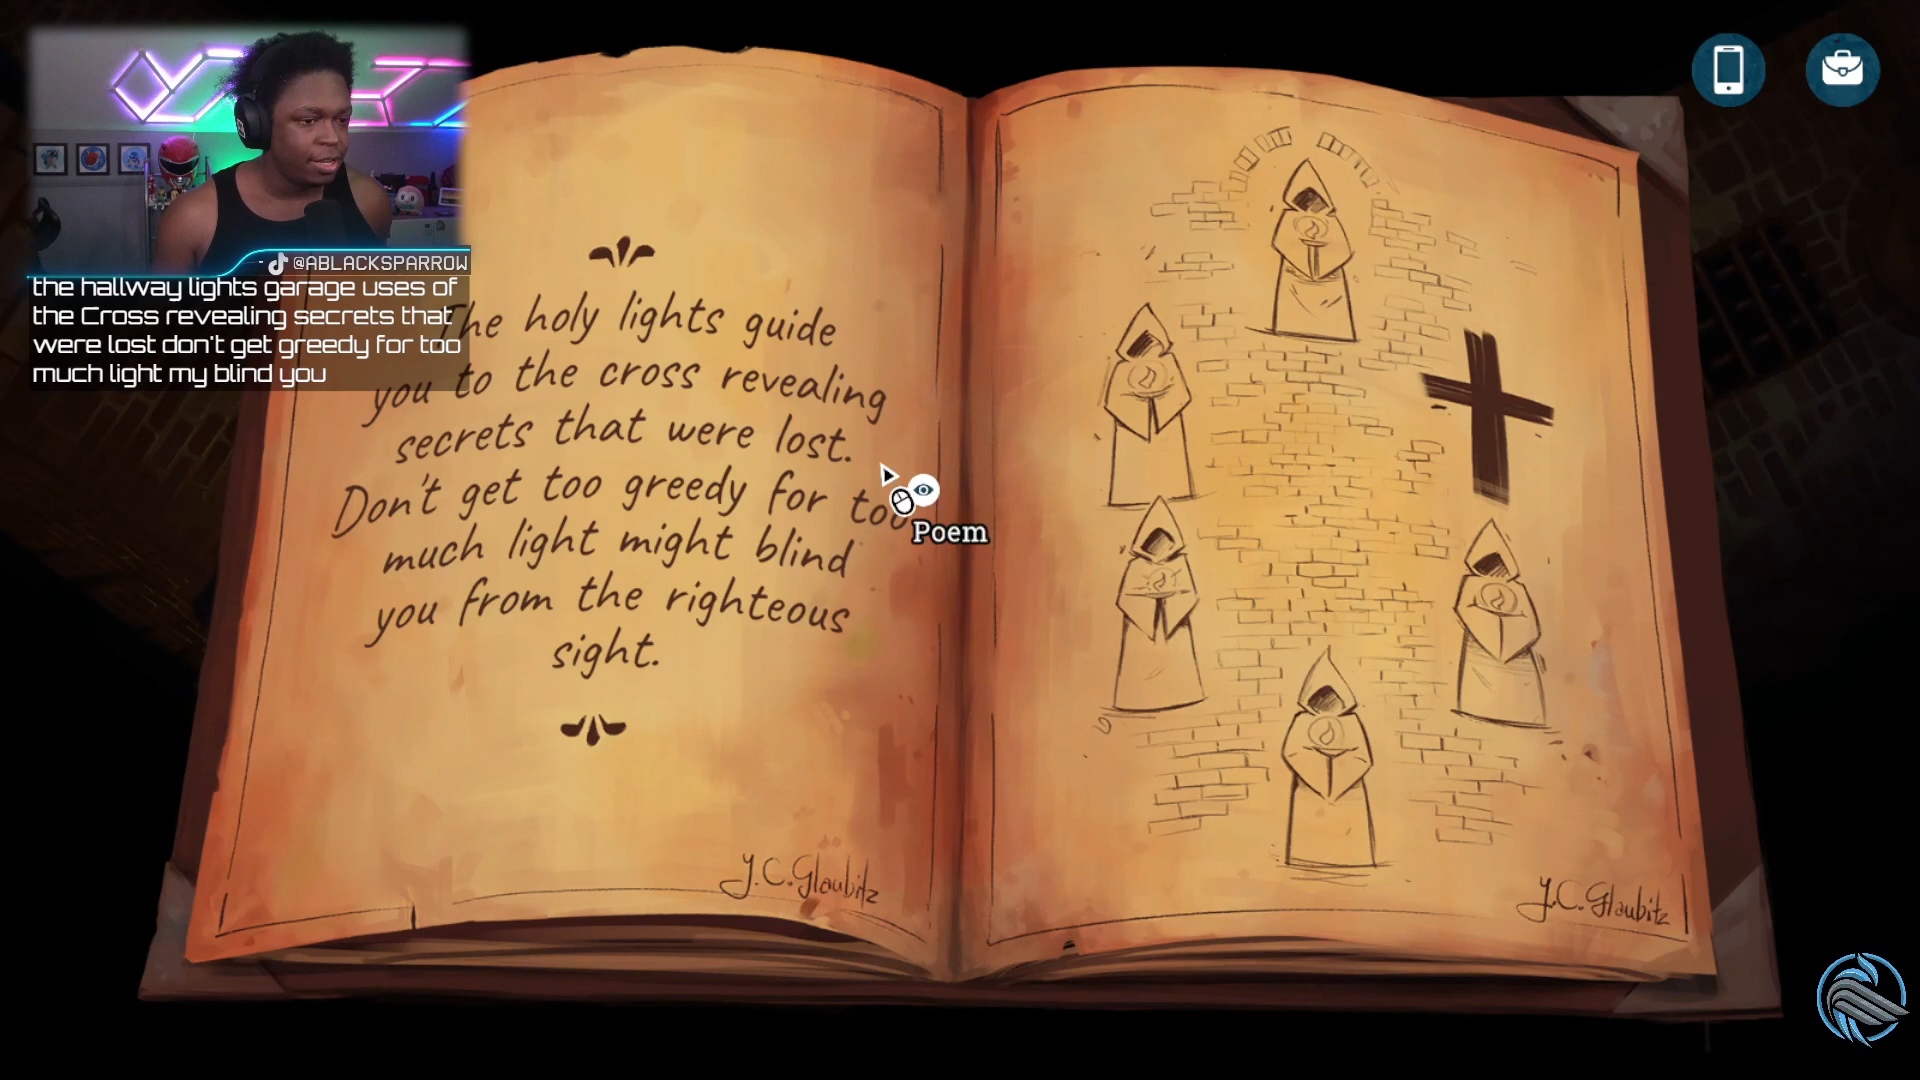 @ABLACKSPARROW
the hallway lights garage uses of
the Cross revealing secrets that
were lost don't get greedy for too
much light my blind you
The holy lights guide
you to the cross revealing
secrets that were lost.
Don't get too greedy for too
much light might blind
you from the righteous
sight.
Poem
J.C.Glaubitz
J.C.Glaubitz